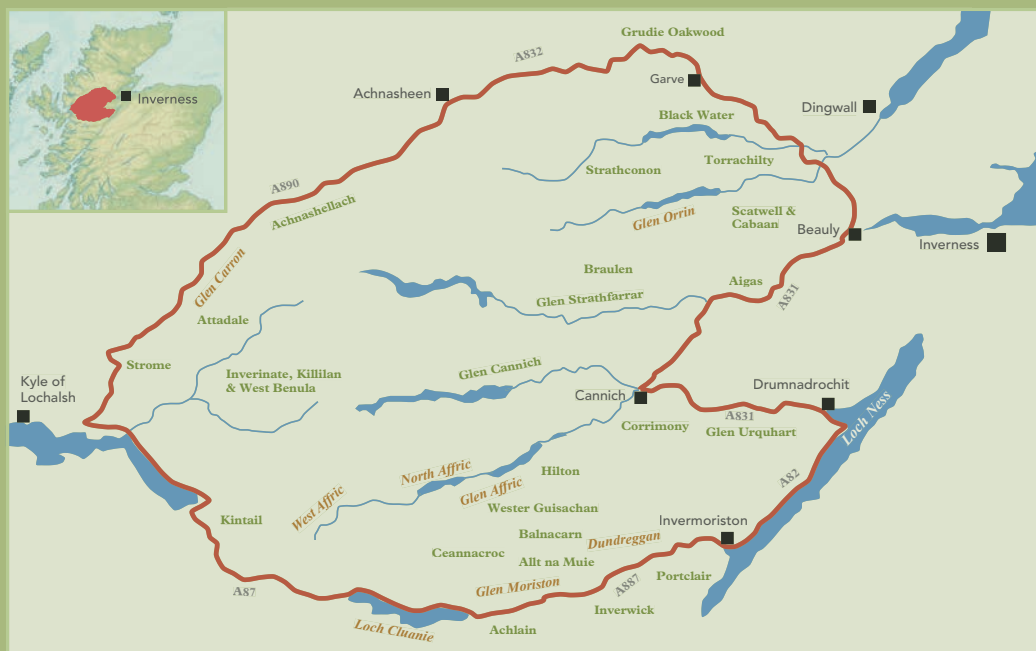 Inverness
Grudie Oakwood
A832
Garve
Achnasheen
Dingwall
Black Water
Torrachilty
Strathconon
A890
Achnashellach
Glen Orrin
Scatwell &
Cabaan
Beauly
Inverness
Glen Carron
Braulen
Aigas
Glen Strathfarrar
A831
Attadale
Strome
Glen Cannich
Inverinate, Killilan
& West Benula
Kyle of
Lochalsh
Cannich
Drumnadrochit
A831
Corrimony
Glen Urquhart
Loch Ness
North Affric
Hilton
A82
Glen Affric
West Affric
Wester Guisachan
Kintail
Invermoriston
Balnacarn
Dundreggan
Ceannacroc
Allt na Muie
Portclair
A87
Glen Moriston
A887
Inverwick
Loch Cluanie
Achlain